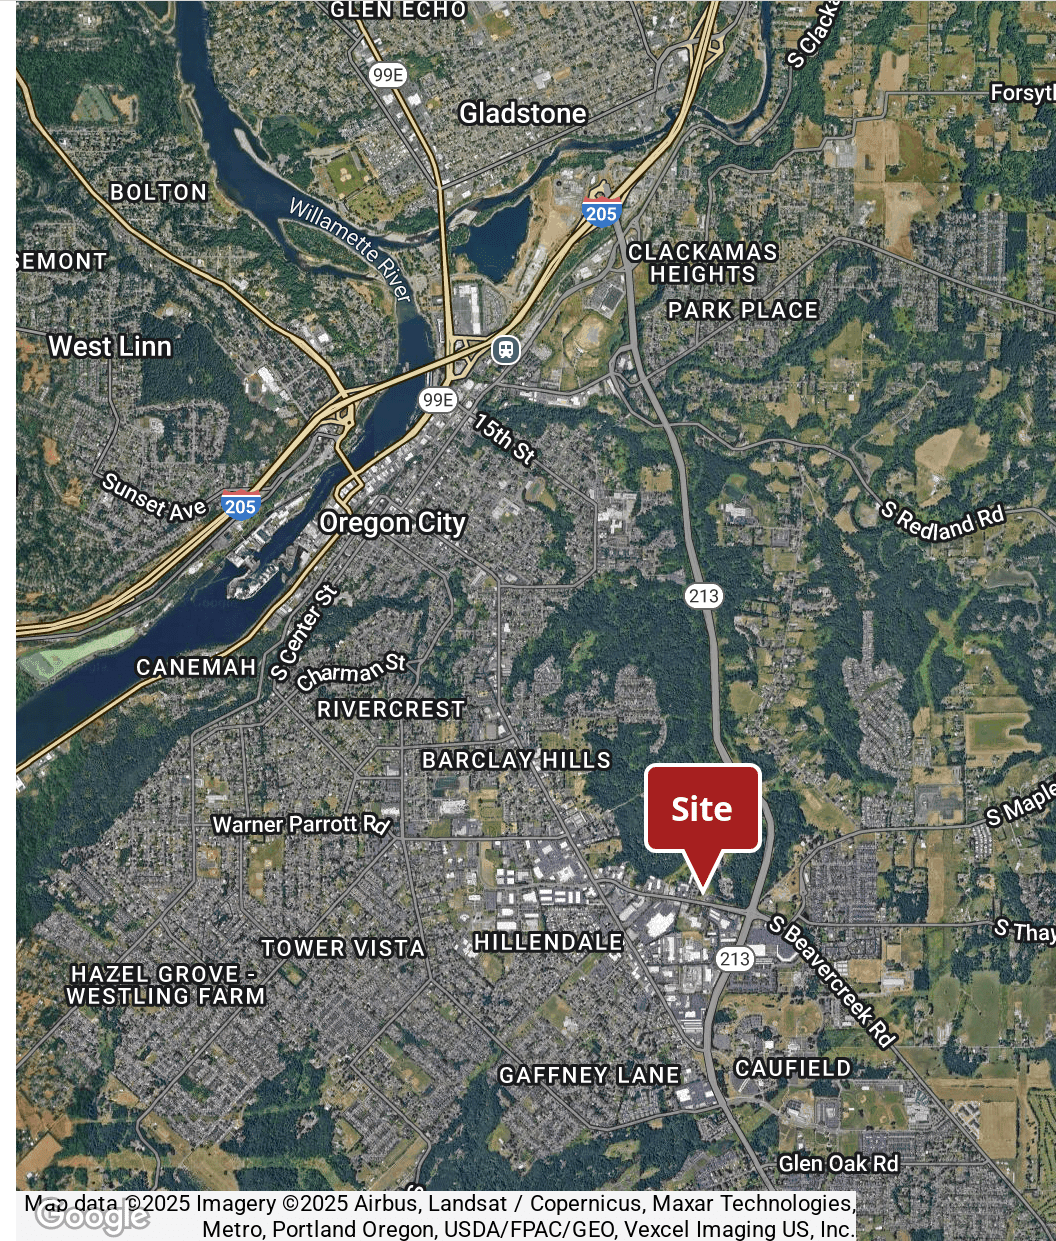 GLEN ECHO
99E
S Clacka
Gladstone
Forsyth
BOLTON
Willamette River
205
SEMONT
CLACKAMAS
HEIGHTS
PARK PLACE
West Linn
99E
15th St
Sunset Ave
205
Oregon City
S Redland Rd
213
S Center St
CANEMAH
Charman St
RIVERCREST
BARCLAY HILLS
Site
S Maple
Warner Parrott Rd
TOWER VISTA
HILLENDALE
S Beavercreek Rd
S Thay
213
HAZEL GROVE -
WESTLING FARM
GAFFNEY LANE
CAUFIELD
Glen Oak Rd
Map data ©2025 Imagery ©2025 Airbus, Landsat / Copernicus, Maxar Technologies,
Google
Metro, Portland Oregon, USDA/FPAC/GEO, Vexcel Imaging US, Inc.